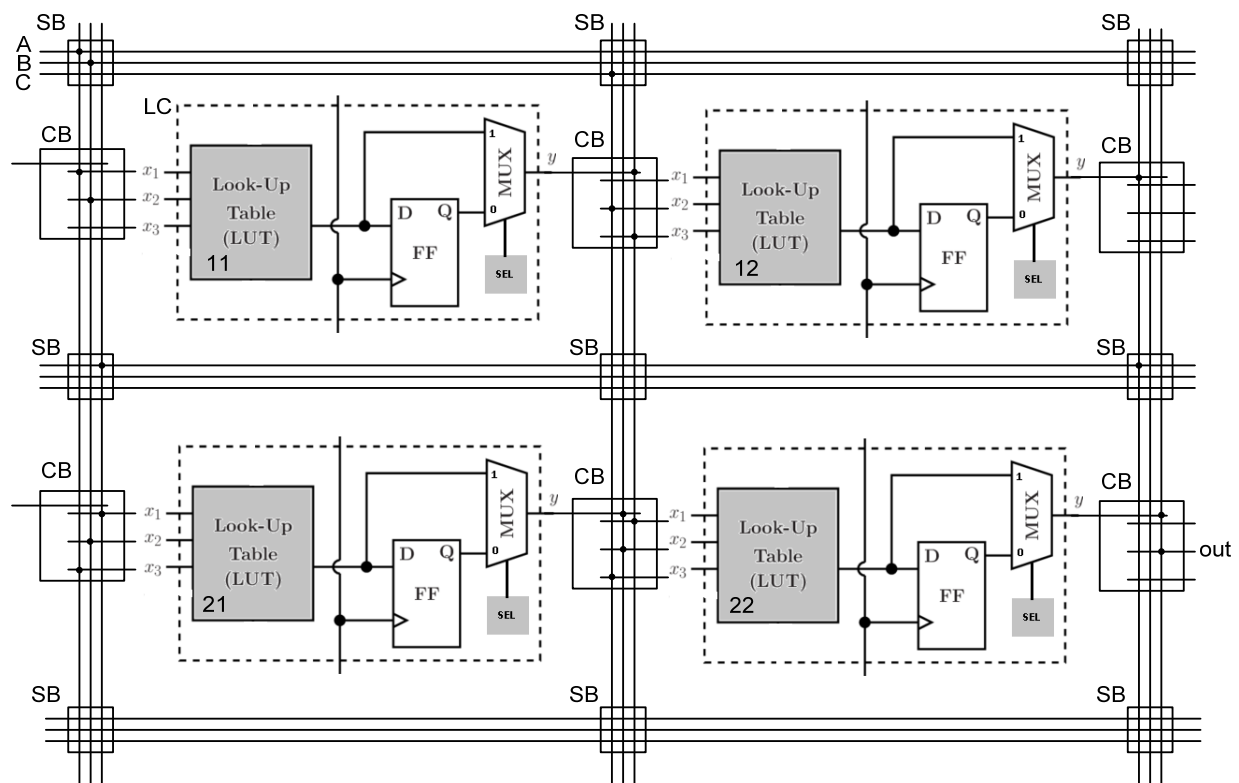 SB SB SB
A
B
C
LC
CB CB CB
x1 Look-Up D Q 1 MUX 0 y
x2 Table
x3 (LUT) FF
11 SEL
x1 Look-Up D Q 1 MUX 0 y
x2 Table
x3 (LUT) FF
12 SEL
SB SB SB
CB CB CB
x1 Look-Up D Q 1 MUX 0 y
x2 Table
x3 (LUT) FF
21 SEL
x1 Look-Up D Q 1 MUX 0 y
x2 Table
x3 (LUT) FF
22 SEL
out
SB SB SB